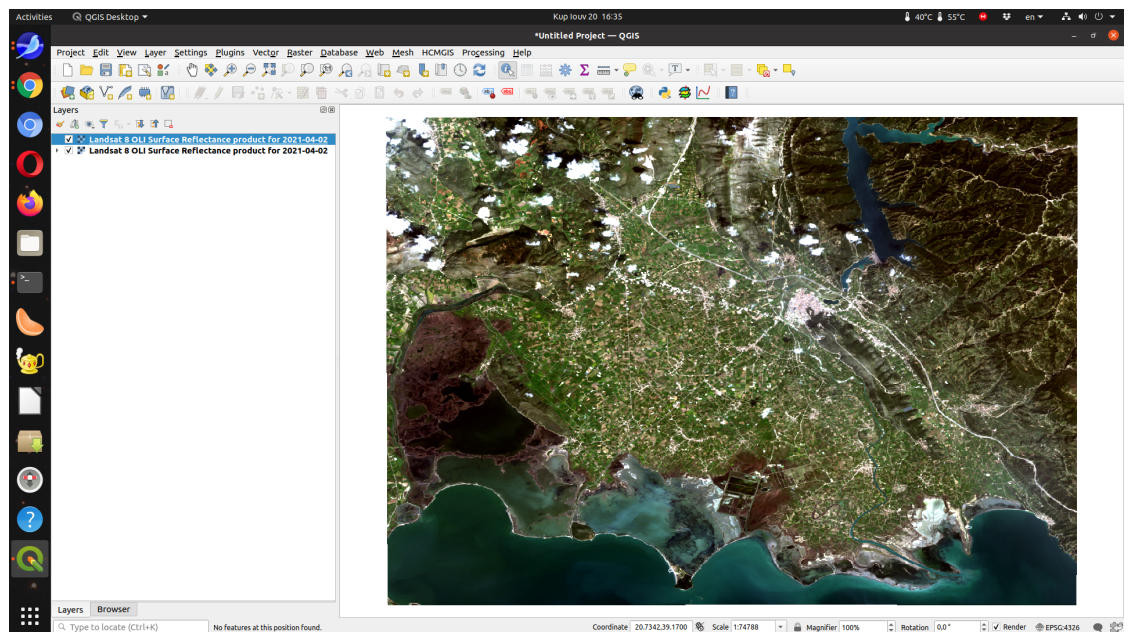 Activities QGIS Desktop Κυρ Ιουν 20 16:35 40°C 55°C en
*Untitled Project — QGIS
Project Edit View Layer Settings Plugins Vector Raster Database Web Mesh HCMGIS Processing Help
Layers
Landsat 8 OLI Surface Reflectance product for 2021-04-02
Landsat 8 OLI Surface Reflectance product for 2021-04-02
Layers Browser
Type to locate (Ctrl+K) No features at this position found. Coordinate 20.7342,39.1700 Scale 1:74788 Magnifier 100% Rotation 0,0 ° Render EPSG:4326